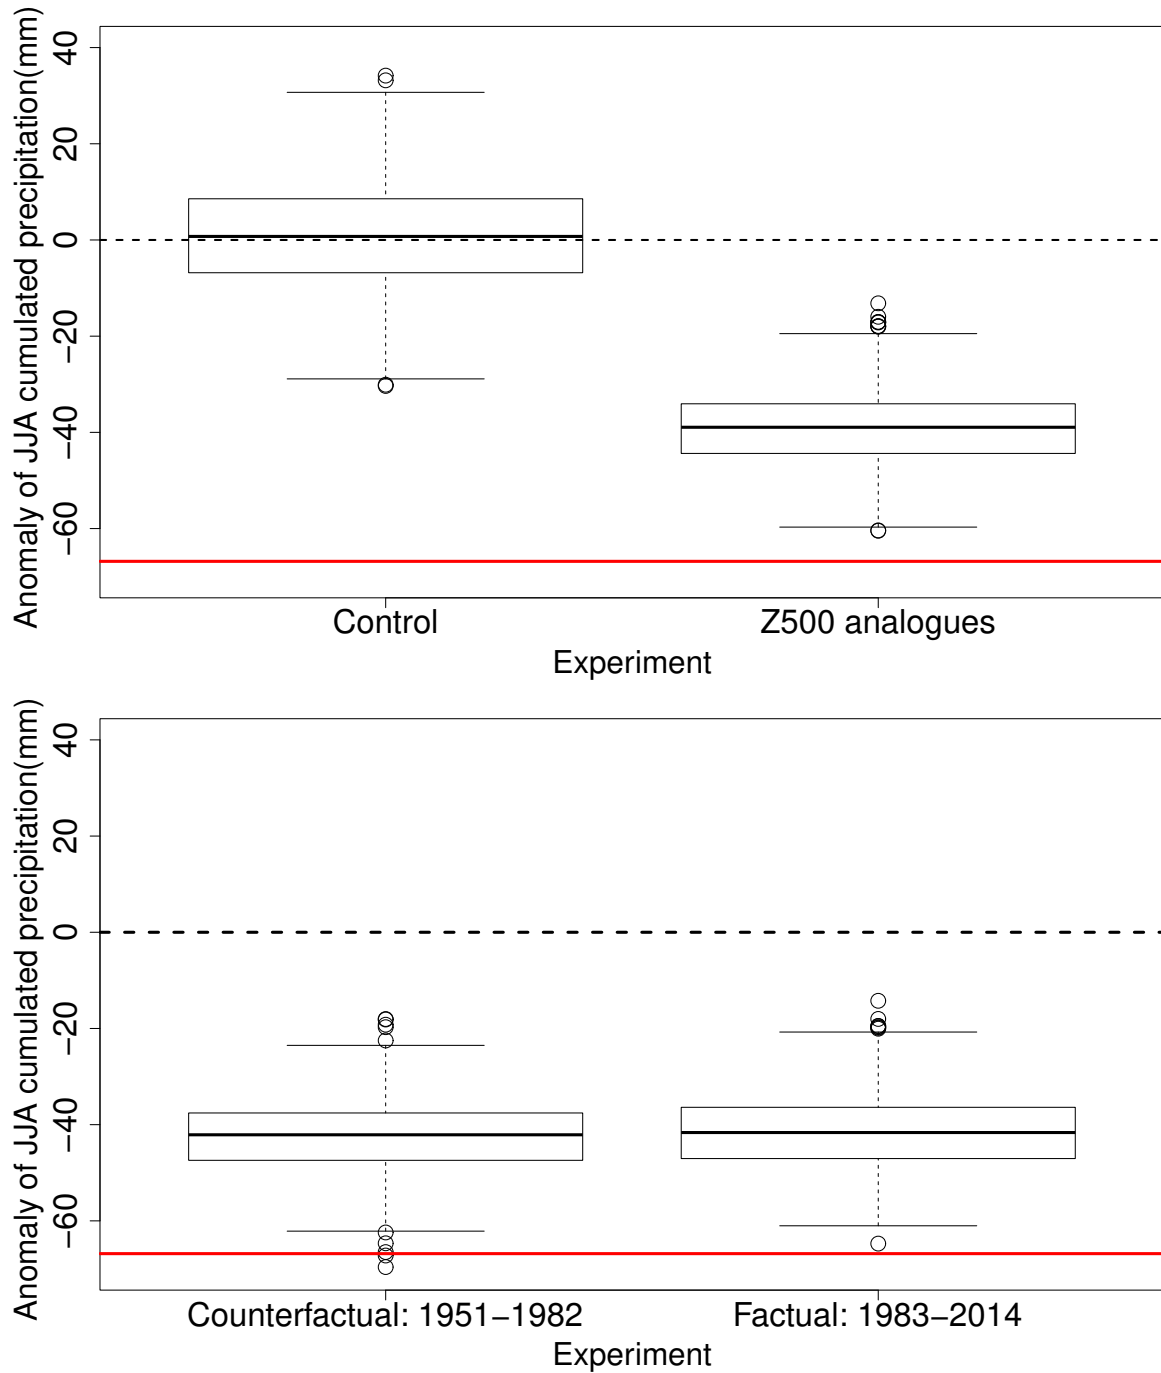 Anomaly of JJA cumulated precipitation(mm)
40
20
0
−20
−40
−60
Control
Z500 analogues
Experiment
Anomaly of JJA cumulated precipitation(mm)
40
20
0
−20
−40
−60
Counterfactual: 1951−1982
Factual: 1983−2014
Experiment